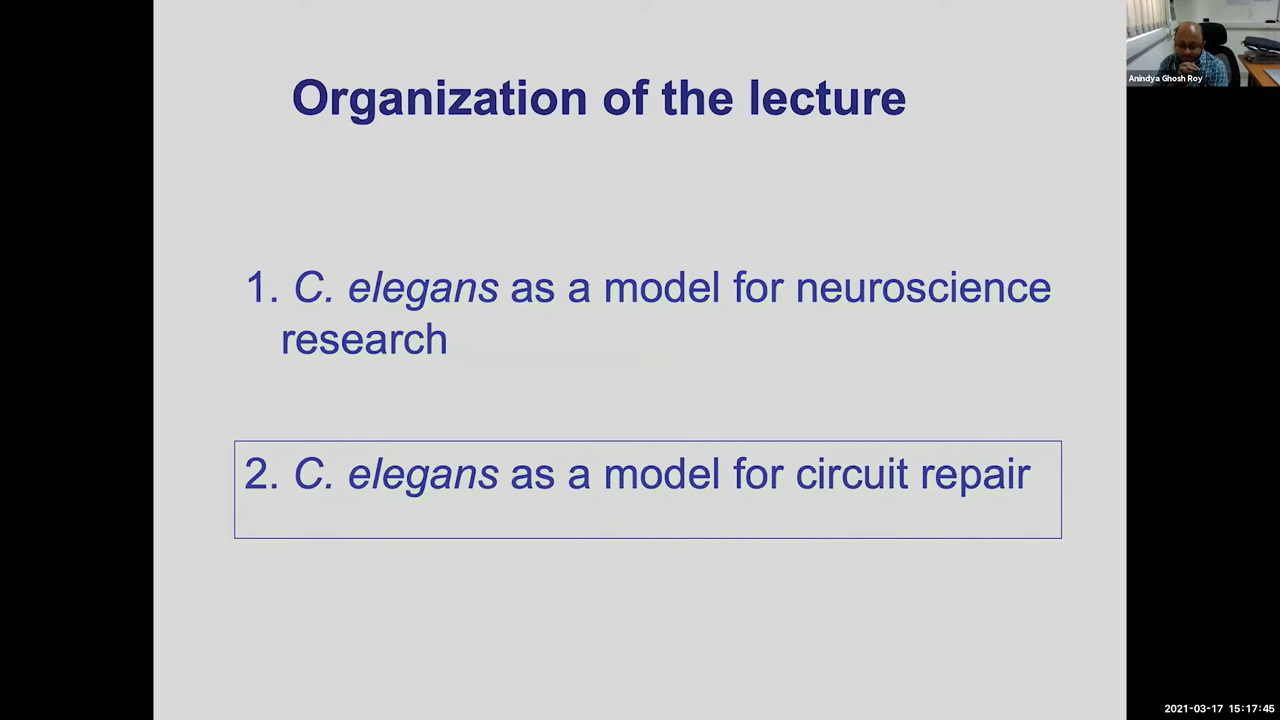 Organization of the lecture
Anindya Ghosh Roy
1. C. elegans as a model for neuroscience
research
2. C. elegans as a model for circuit repair
2021-03-17 15:17:45